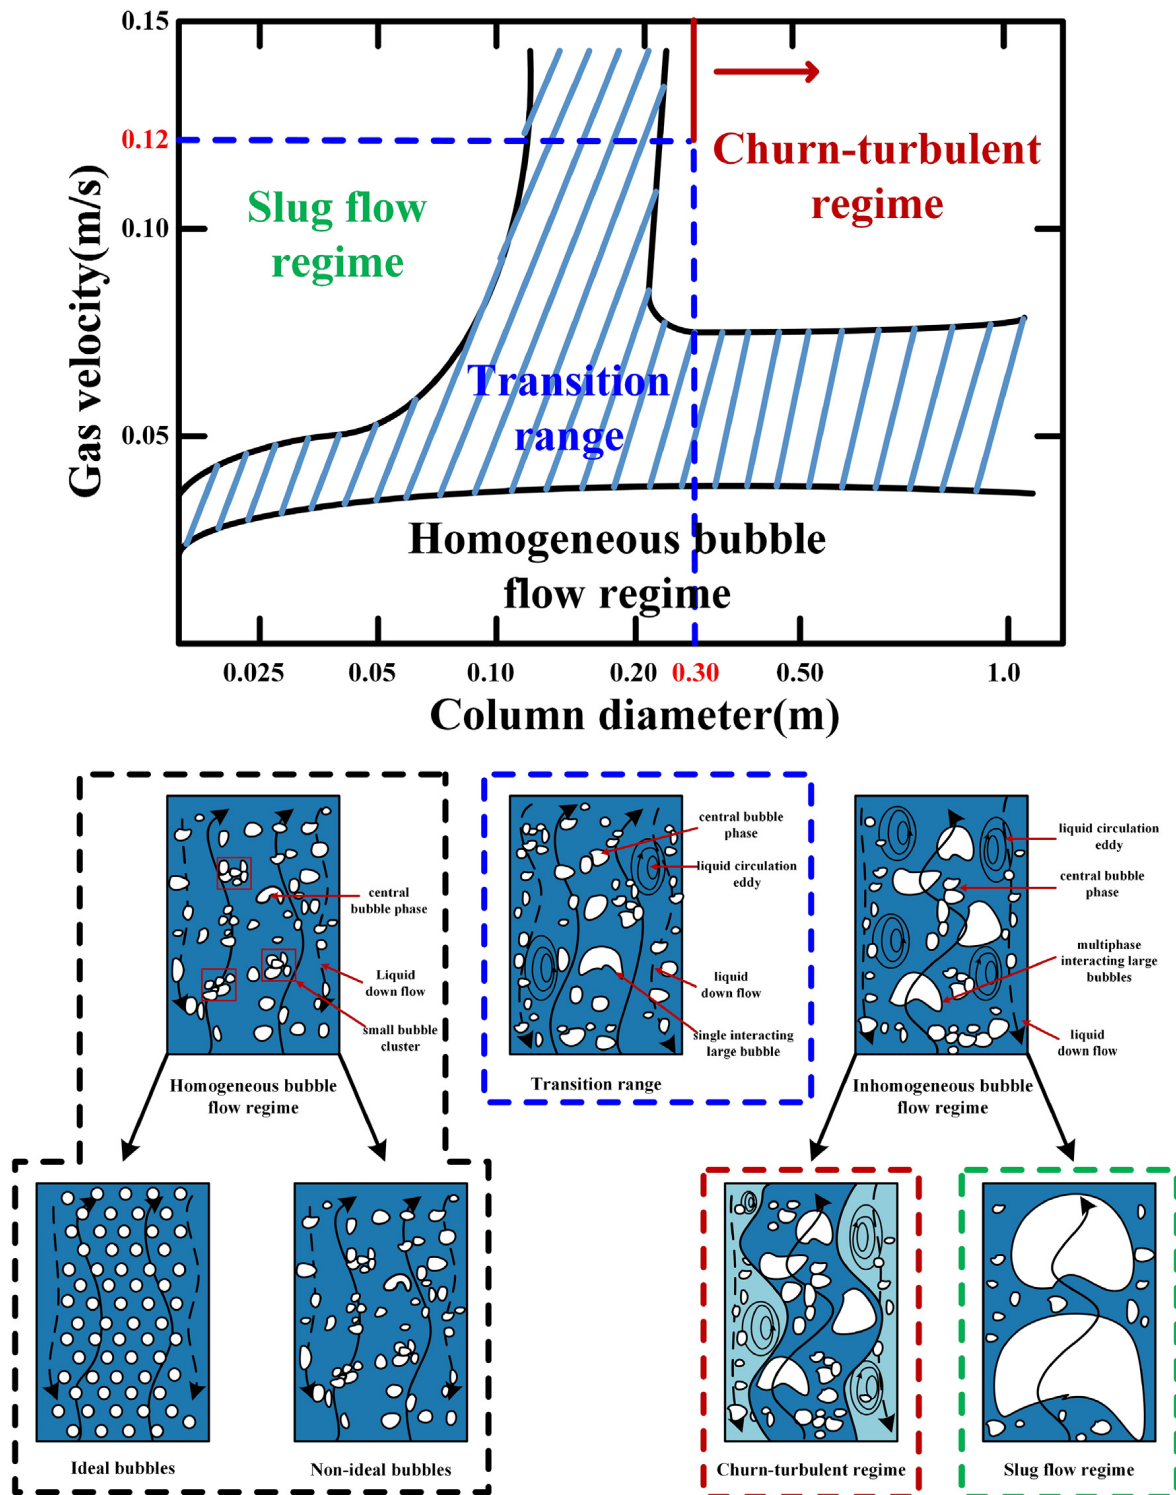 0.15
0.12
0.10
0.05
Gas velocity(m/s)
Slug flow
regime
Churn-turbulent
regime
Transition
range
Homogeneous bubble
flow regime
0.025
0.05
0.10
0.20
0.30
0.50
1.0
Column diameter(m)
central
bubble phase
Liquid
down flow
small bubble
cluster
Homogeneous bubble
flow regime
central bubble
phase
liquid circulation
eddy
liquid
down flow
single interacting
large bubble
Transition range
liquid circulation
eddy
central bubble
phase
multiphase
interacting large
bubbles
liquid
down flow
Inhomogeneous bubble
flow regime
Ideal bubbles
Non-ideal bubbles
Churn-turbulent regime
Slug flow regime